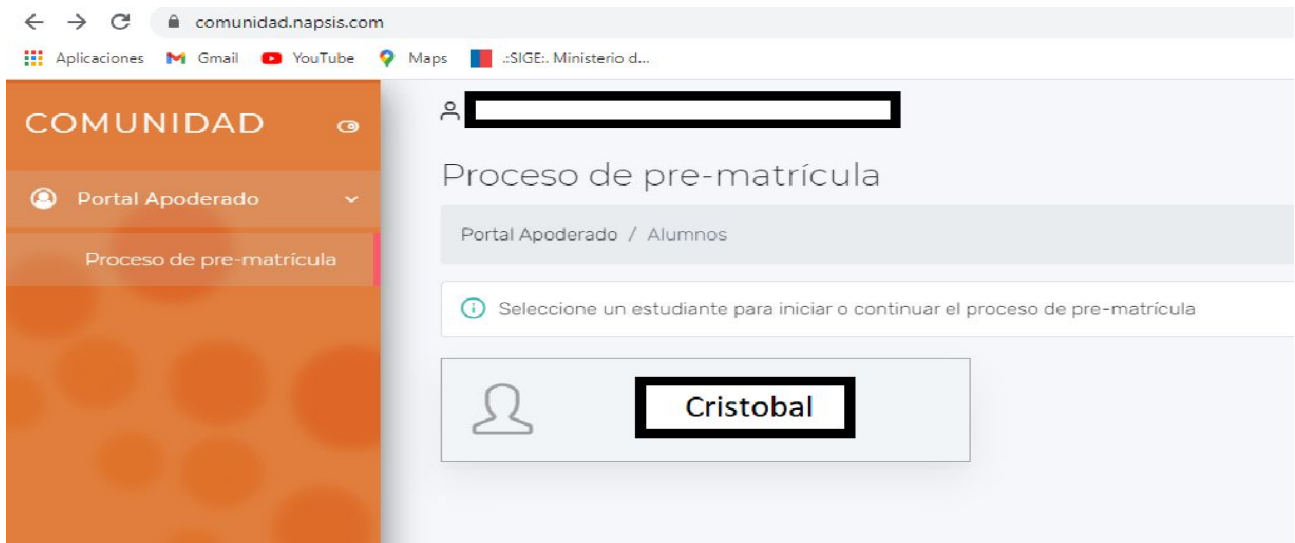 comunidad.napsis.com
Aplicaciones Gmail YouTube Maps .::SIGE:. Ministerio d...
COMUNIDAD
Portal Apoderado
Proceso de pre-matrícula
Proceso de pre-matrícula
Portal Apoderado / Alumnos
Seleccione un estudiante para iniciar o continuar el proceso de pre-matrícula
Cristobal